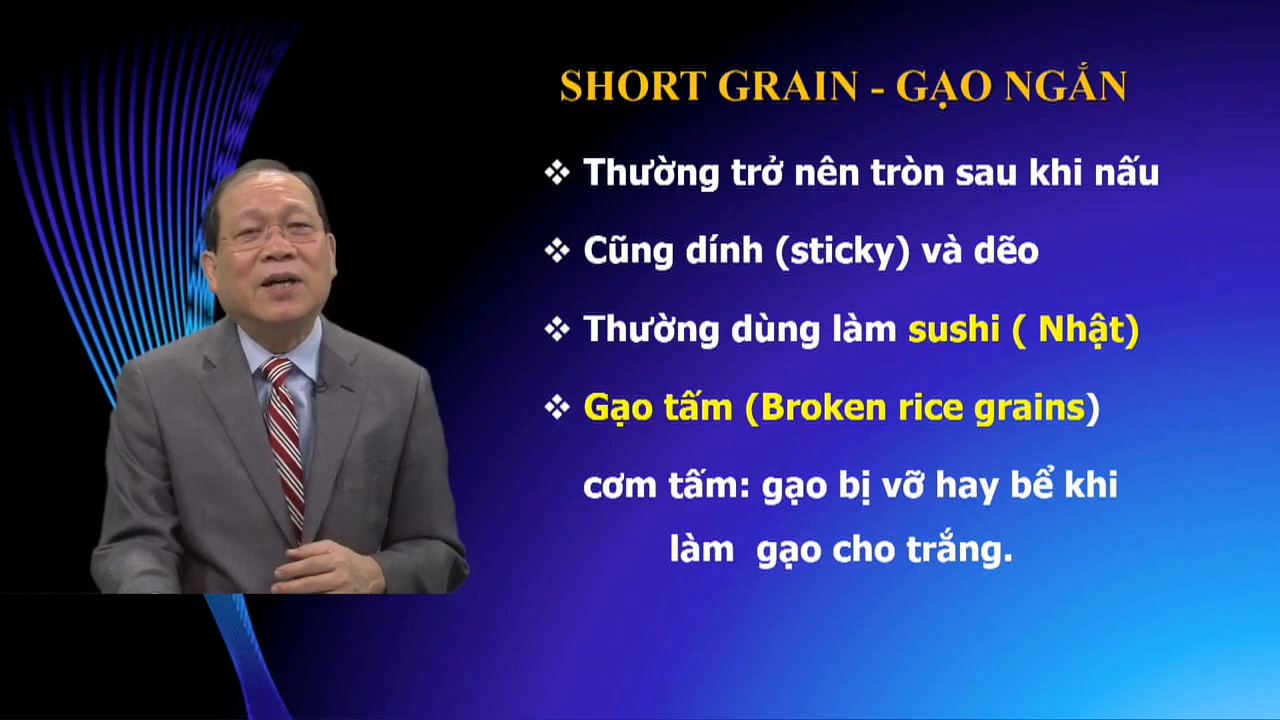 SHORT GRAIN - GẠO NGẮN
❖ Thường trở nên tròn sau khi nấu
❖ Cũng dính (sticky) và dẽo
❖ Thường dùng làm sushi ( Nhật)
❖ Gạo tấm (Broken rice grains)
cơm tấm: gạo bị vỡ hay bể khi
làm gạo cho trắng.